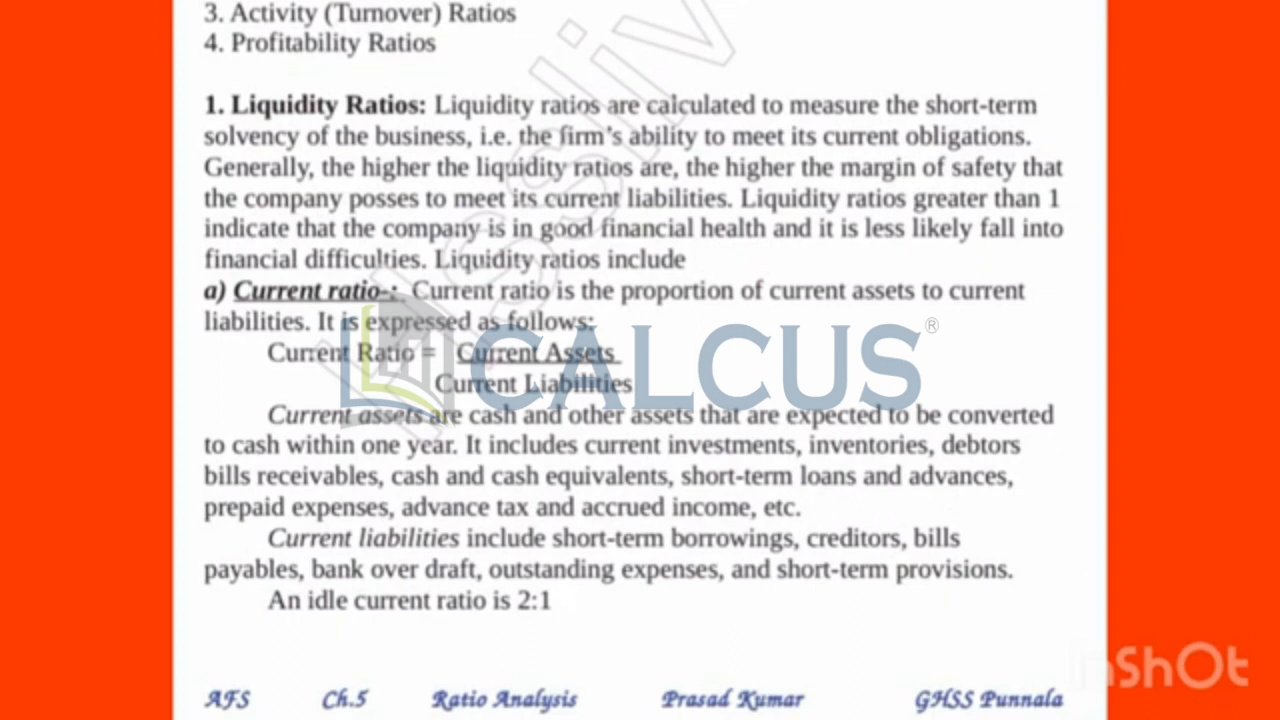 3. Activity (Turnover) Ratios
4. Profitability Ratios
1. Liquidity Ratios: Liquidity ratios are calculated to measure the short-term
solvency of the business, i.e. the firm's ability to meet its current obligations.
Generally, the higher the liquidity ratios are, the higher the margin of safety that
the company posses to meet its current liabilities. Liquidity ratios greater than 1
indicate that the company is in good financial health and it is less likely fall into
financial difficulties. Liquidity ratios include
a) Current ratio-: Current ratio is the proportion of current assets to current
liabilities. It is expressed as follows:
Current Ratio = Current Assets
Current Liabilities
CALCUS®
Current assets are cash and other assets that are expected to be converted
to cash within one year. It includes current investments, inventories, debtors
bills receivables, cash and cash equivalents, short-term loans and advances,
prepaid expenses, advance tax and accrued income, etc.
Current liabilities include short-term borrowings, creditors, bills
payables, bank over draft, outstanding expenses, and short-term provisions.
An idle current ratio is 2:1
InShOt
AFS Ch.5 Ratio Analysis Prasad Kumar GHSS Punnala